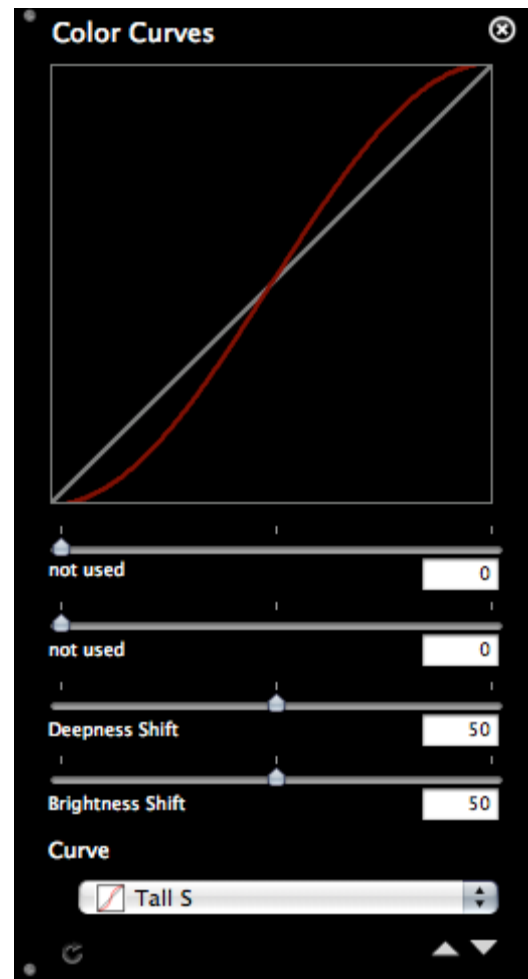 Color Curves
not used
0
not used
0
Deepness Shift
50
Brightness Shift
50
Curve
Tall S